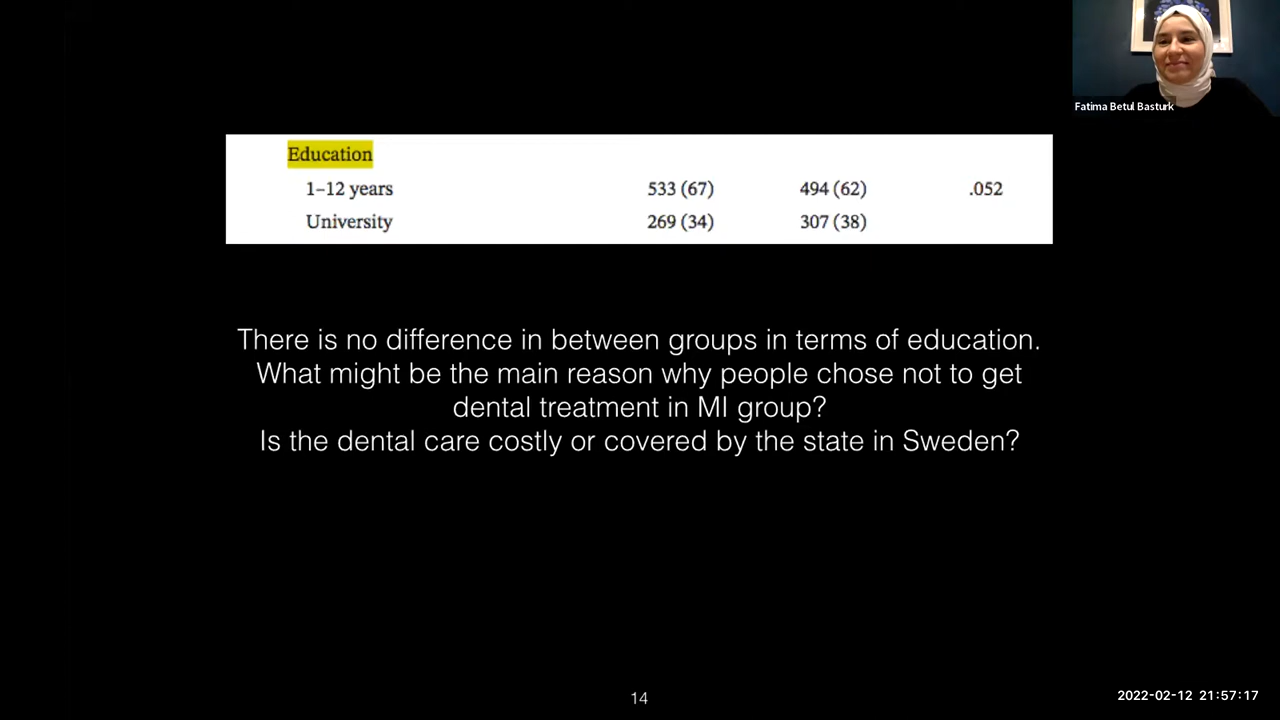 Fatima Betul Basturk
Education
1–12 years 533 (67) 494 (62) .052
University 269 (34) 307 (38)
There is no difference in between groups in terms of education.
What might be the main reason why people chose not to get
dental treatment in MI group?
Is the dental care costly or covered by the state in Sweden?
14
2022-02-12 21:57:17